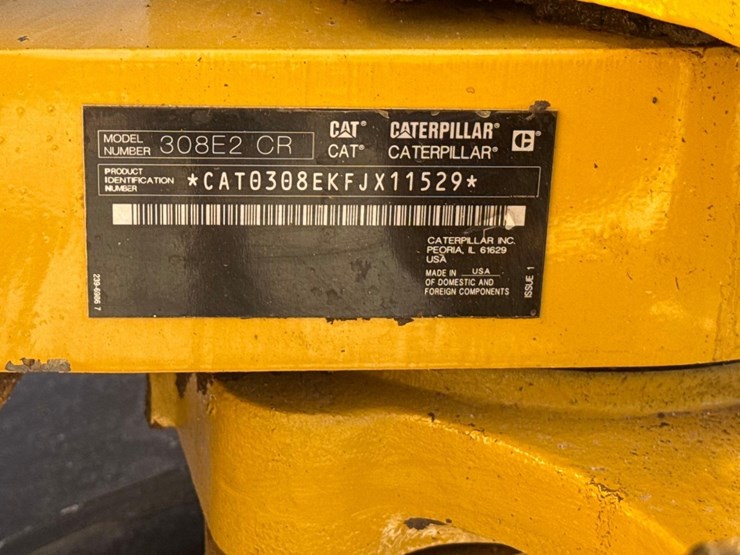 MODEL NUMBER 308E2 CR
CAT® CATERPILLAR® C®
CAT® CATERPILLAR®
PRODUCT IDENTIFICATION NUMBER *CAT0308EKFJX11529*
CATERPILLAR INC.
PEORIA, IL 61629
USA
MADE IN USA
OF DOMESTIC AND
FOREIGN COMPONENTS
ISSUE 1